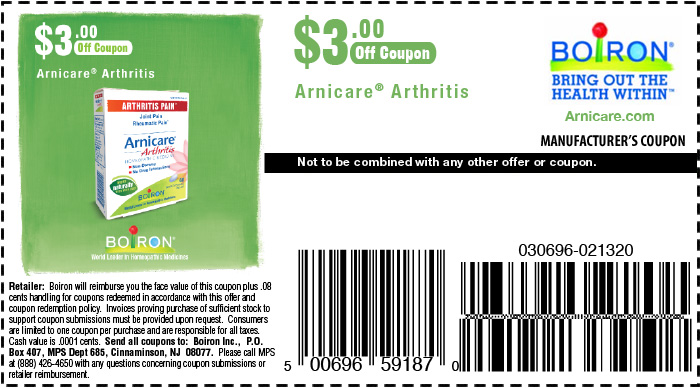 $3.00
Off Coupon
Arnicare® Arthritis
ARTHRITIS PAIN
Joint Pain
Rheumatic Pain
Arnicare®
Arthritis
HOMEOPATHIC MEDICINE
naturally
BOIRON
BOIRON®
World Leader in Homeopathic Medicines
$3.00
Off Coupon
Arnicare® Arthritis
BOIRON®
BRING OUT THE
HEALTH WITHIN™
Arnicare.com
MANUFACTURER'S COUPON
Not to be combined with any other offer or coupon.
Retailer: Boiron will reimburse you the face value of this coupon plus .08
cents handling for coupons redeemed in accordance with this offer and
coupon redemption policy. Invoices proving purchase of sufficient stock to
support coupon submissions must be provided upon request. Consumers
are limited to one coupon per purchase and are responsible for all taxes.
Cash value is .0001 cents. Send all coupons to: Boiron Inc., P.O.
Box 407, MPS Dept 685, Cinnaminson, NJ 08077. Please call MPS
at (888) 426-4650 with any questions concerning coupon submissions or
retailer reimbursement.
030696-021320
5 00696 59187 0